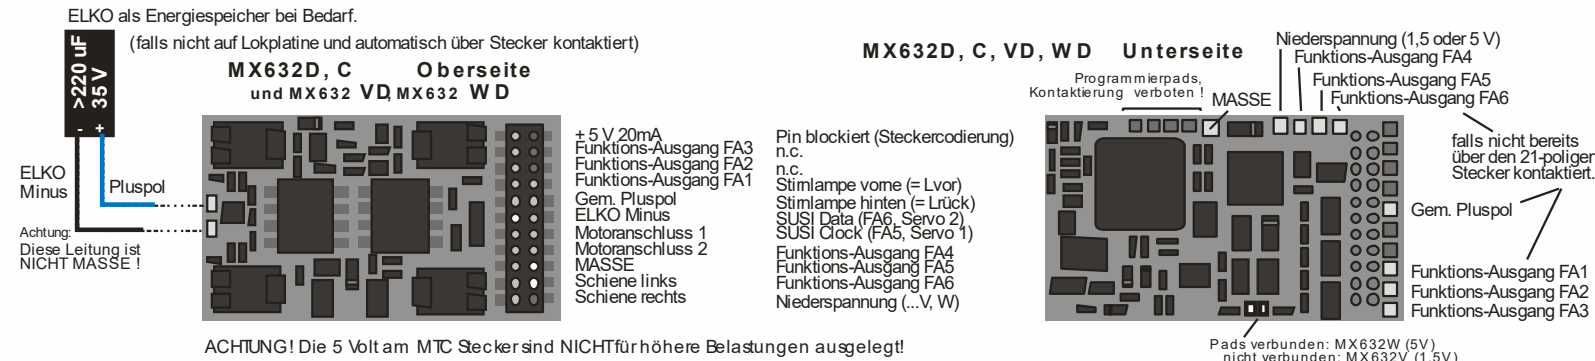 ELKO als Energiespeicher bei Bedarf.
(falls nicht auf Lokplatine und automatisch über Stecker kontaktiert)
>220 uF
35 V
- +
ELKO
Minus
Pluspol
Achtung:
Diese Leitung ist
NICHT MASSE !
MX632D, C Oberseite
und MX632 VD, MX632 WD
+ 5 V 20mA
Funktions-Ausgang FA3
Funktions-Ausgang FA2
Funktions-Ausgang FA1
Gem. Pluspol
ELKO Minus
Motoranschluss 1
Motoranschluss 2
MASSE
Schiene links
Schiene rechts
Pin blockiert (Steckercodierung)
n.c.
n.c.
Stirnlampe vorne (= Lvor)
Stirnlampe hinten (= Lrück)
SUSI Data (FA6, Servo 2)
SUSI Clock (FA5, Servo 1)
Funktions-Ausgang FA4
Funktions-Ausgang FA5
Funktions-Ausgang FA6
Niederspannung (...V, W)
ACHTUNG! Die 5 Volt am MTC Stecker sind NICHT für höhere Belastungen ausgelegt!
MX632D, C, VD, WD Unterseite
Programmierpads,
Kontaktierung verboten !
MASSE
Niederspannung (1,5 oder 5 V)
Funktions-Ausgang FA4
Funktions-Ausgang FA5
Funktions-Ausgang FA6
falls nicht bereits
über den 21-poligen
Stecker kontaktiert.
Gem. Pluspol
Funktions-Ausgang FA1
Funktions-Ausgang FA2
Funktions-Ausgang FA3
Pads verbunden: MX632W (5V)
nicht verbunden: MX632V (1,5V)